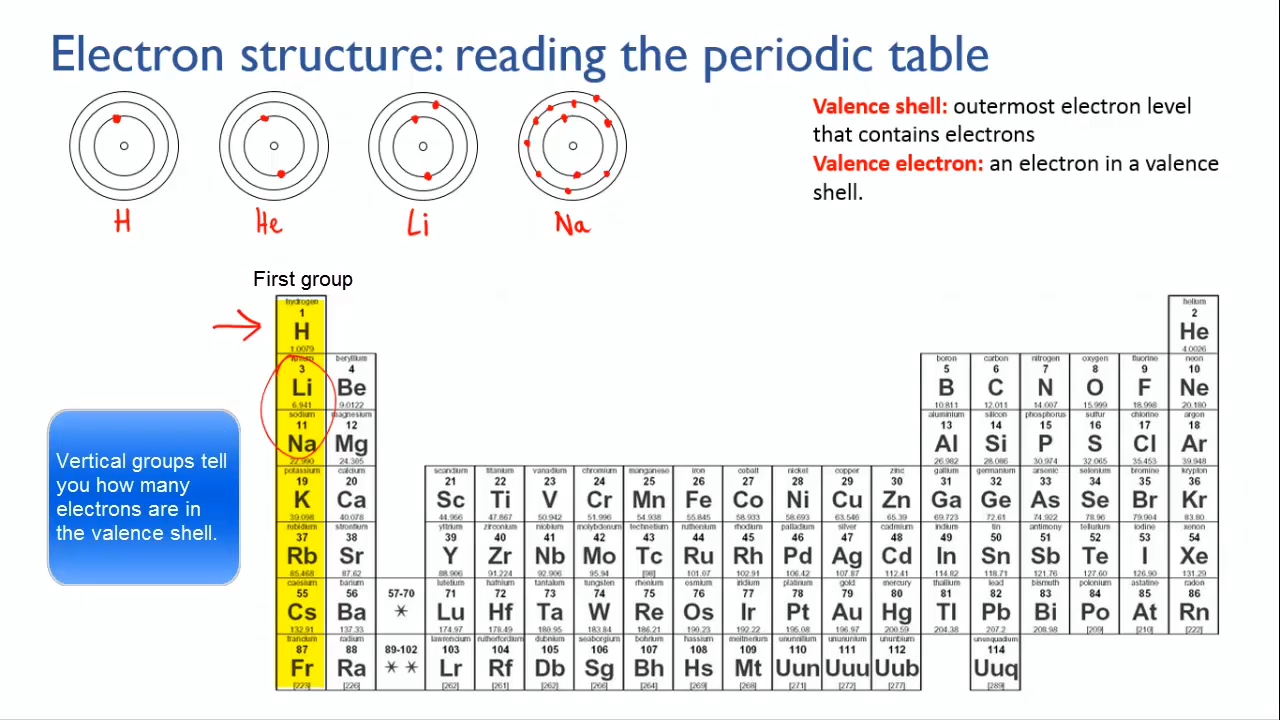 Electron structure: reading the periodic table
Valence shell: outermost electron level
that contains electrons
Valence electron: an electron in a valence
shell.
H He Li Na
First group
Vertical groups tell
you how many
electrons are in
the valence shell.
hydrogen helium
1 2
H He
1.0079 4.0026
beryllium boron carbon nitrogen oxygen fluorine neon
3 4 5 6 7 8 9 10
Li Be B C N O F Ne
6.941 9.0122 10.811 12.011 14.007 15.999 18.998 20.180
sodium magnesium aluminium silicon phosphorus sulfur chlorine argon
11 12 13 14 15 16 17 18
Na Mg Al Si P S Cl Ar
22.990 24.305 26.982 28.086 30.974 32.065 35.453 39.948
potassium calcium scandium titanium vanadium chromium manganese iron cobalt nickel copper zinc gallium germanium arsenic selenium bromine krypton
19 20 21 22 23 24 25 26 27 28 29 30 31 32 33 34 35 36
K Ca Sc Ti V Cr Mn Fe Co Ni Cu Zn Ga Ge As Se Br Kr
39.098 40.078 44.956 47.867 50.942 51.996 54.938 55.845 58.933 58.693 63.546 65.39 69.723 72.61 74.922 78.96 79.904 83.80
rubidium strontium yttrium zirconium niobium molybdenum technetium ruthenium rhodium palladium silver cadmium indium tin antimony tellurium iodine xenon
37 38 39 40 41 42 43 44 45 46 47 48 49 50 51 52 53 54
Rb Sr Y Zr Nb Mo Tc Ru Rh Pd Ag Cd In Sn Sb Te I Xe
85.468 87.62 88.906 91.224 92.906 95.94 [98] 101.07 102.91 106.42 107.87 112.41 114.82 118.71 121.76 127.60 126.90 131.29
caesium barium lutetium hafnium tantalum tungsten rhenium osmium iridium platinum gold mercury thallium lead bismuth polonium astatine radon
55 56 57-70 71 72 73 74 75 76 77 78 79 80 81 82 83 84 85 86
Cs Ba * Lu Hf Ta W Re Os Ir Pt Au Hg Tl Pb Bi Po At Rn
132.91 137.33 174.97 178.49 180.95 183.84 186.21 190.23 192.22 195.08 196.97 200.59 204.38 207.2 208.98 [209] [210] [222]
francium radium lawrencium rutherfordium dubnium seaborgium bohrium hassium meitnerium ununnilium unununium ununbium ununquadium
87 88 89-102 103 104 105 106 107 108 109 110 111 112 114
Fr Ra * * Lr Rf Db Sg Bh Hs Mt Uun Uuu Uub Uuq
[223] [226] [262] [261] [262] [266] [264] [269] [268] [271] [272] [277] [289]